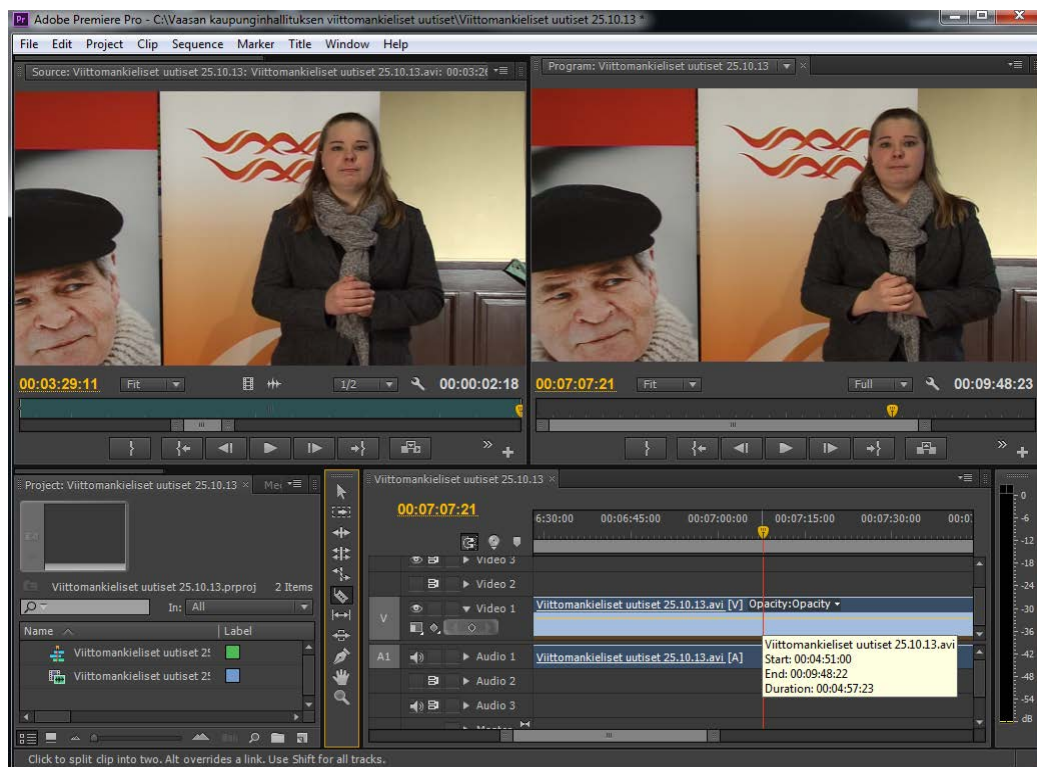 Pr Adobe Premiere Pro - C:\Vaasan kaupunginhallituksen viittomankieliset uutiset\Viittomankieliset uutiset 25.10.13 *
File Edit Project Clip Sequence Marker Title Window Help
Source: Viittomankieliset uutiset 25.10.13: Viittomankieliset uutiset 25.10.13.avi: 00:03:2
Program: Viittomankieliset uutiset 25.10.13
00:03:29:11 Fit 1/2 00:00:02:18
00:07:07:21 Fit Full 00:09:48:23
Project: Viittomankieliset uutiset 25.10.13
Viittomankieliset uutiset 25.10.13.prproj 2 Items
In: All
Name Label
Viittomankieliset uutiset 2
Viittomankieliset uutiset 2
Viittomankieliset uutiset 25.10.13
00:07:07:21
6:30:00 00:06:45:00 00:07:00:00 00:07:15:00 00:07:30:00 00:0
Video 3
Video 2
V Video 1 Viittomankieliset uutiset 25.10.13.avi [V] Opacity:Opacity
A1 Audio 1 Viittomankieliset uutiset 25.10.13.avi [A]
Audio 2
Audio 3
Viittomankieliset uutiset 25.10.13.avi
Start: 00:04:51:00
End: 00:09:48:22
Duration: 00:04:57:23
0
-6
-12
-18
-24
-30
-36
-42
-48
-54
dB
Click to split clip into two. Alt overrides a link. Use Shift for all tracks.